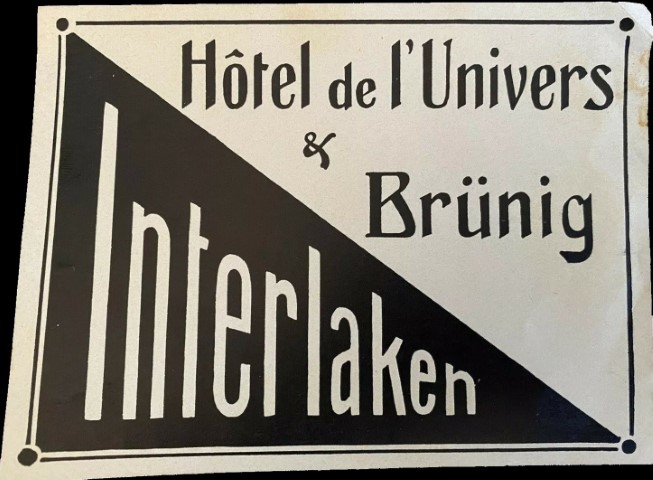 Hôtel de l'Univers
&
Brünig
Interlaken